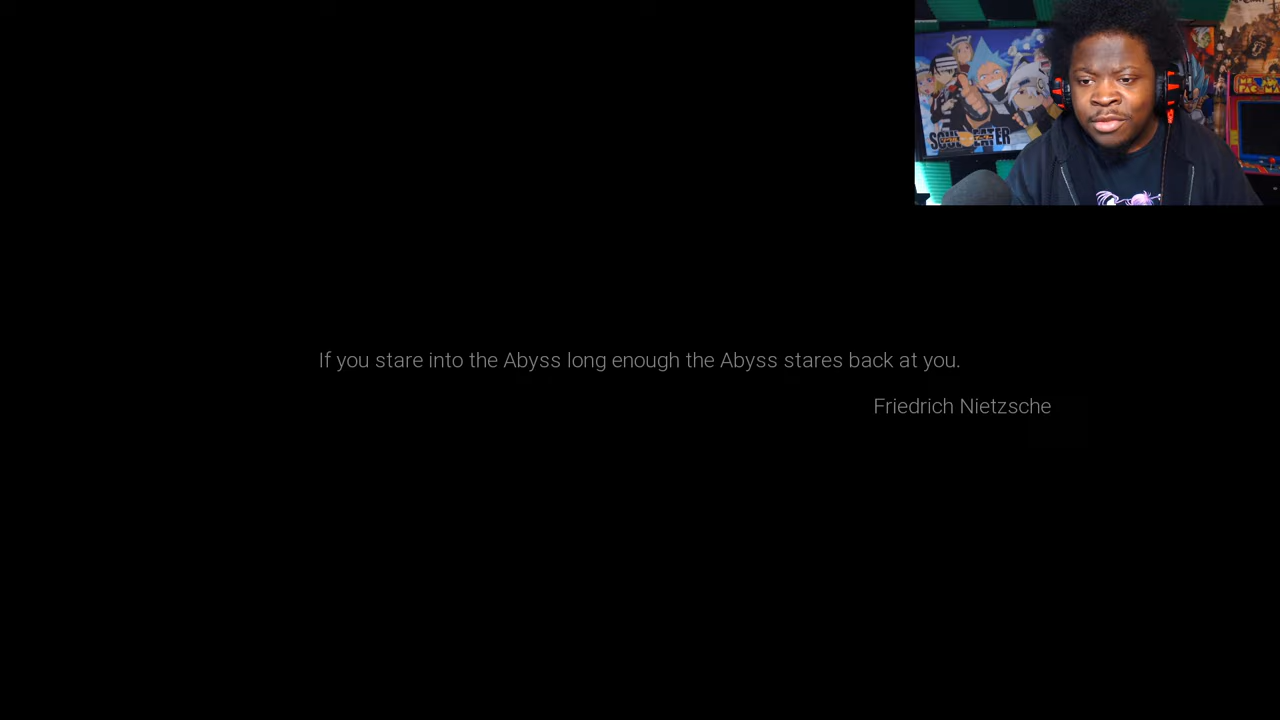 SOUL EATER
If you stare into the Abyss long enough the Abyss stares back at you.
Friedrich Nietzsche